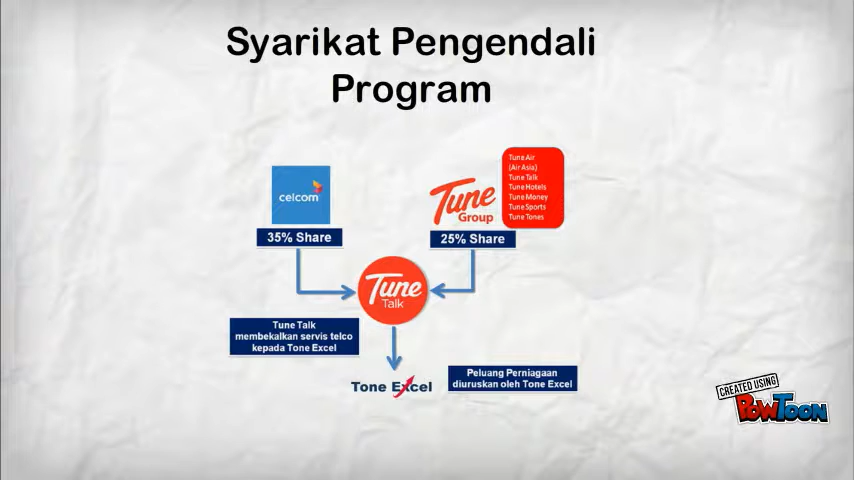 Syarikat Pengendali
Program
celcom
35% Share
Tune
Group
25% Share
Tune Air
(Air Asia)
Tune Talk
Tune Hotels
Tune Money
Tune Sports
Tune Tones
Tune
Talk
Tune Talk
membekalkan servis telco
kepada Tone Excel
Tone Excel
Peluang Perniagaan
diuruskan oleh Tone Excel
CREATED USING
POWTOON